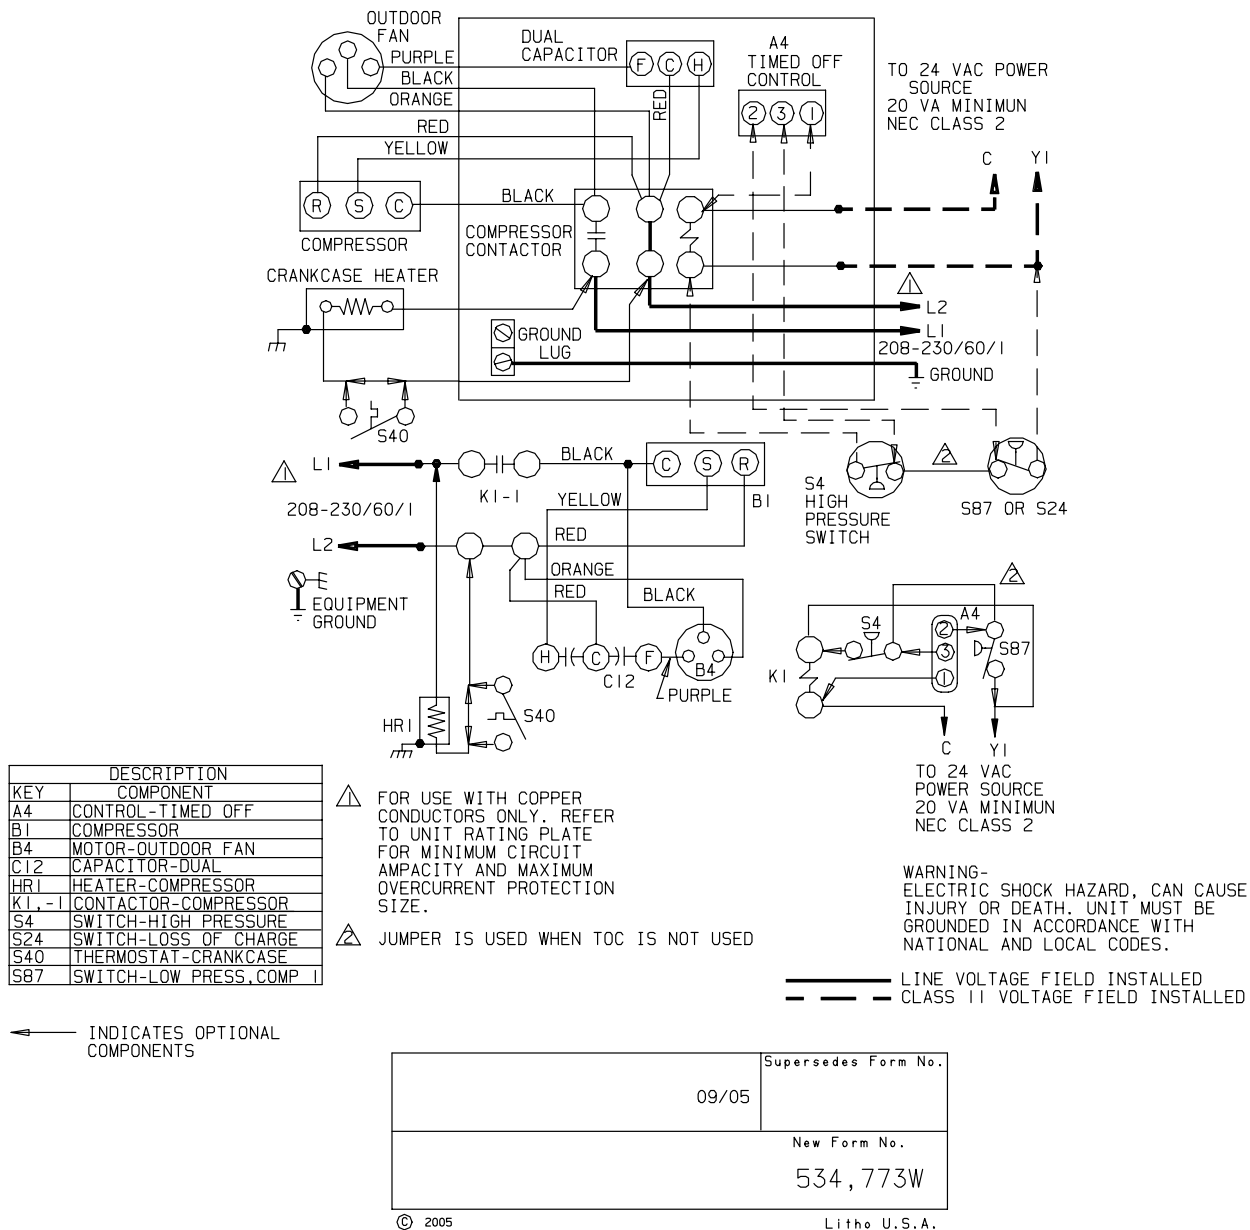 OUTDOOR
FAN
PURPLE
BLACK
ORANGE
RED
YELLOW
DUAL
CAPACITOR
F C H
RED
A4
TIMED OFF
CONTROL
2 3 1
TO 24 VAC POWER
SOURCE
20 VA MINIMUN
NEC CLASS 2
C Y1
R S C
BLACK
COMPRESSOR
COMPRESSOR
CONTACTOR
CRANKCASE HEATER
1
L2
L1
208-230/60/1
GROUND
LUG
GROUND
S40
1 L1
BLACK
C S R
K1-1
YELLOW
B1
208-230/60/1
L2
RED
ORANGE
RED
BLACK
EQUIPMENT
GROUND
H C F
C12
B4
PURPLE
HR1
S40
S4
HIGH
PRESSURE
SWITCH
2
S87 OR S24
2
S4
A4
2
3
1
S87
K1
C Y1
TO 24 VAC
POWER SOURCE
20 VA MINIMUN
NEC CLASS 2
DESCRIPTION
KEY COMPONENT
A4 CONTROL-TIMED OFF
B1 COMPRESSOR
B4 MOTOR-OUTDOOR FAN
C12 CAPACITOR-DUAL
HR1 HEATER-COMPRESSOR
K1,-1 CONTACTOR-COMPRESSOR
S4 SWITCH-HIGH PRESSURE
S24 SWITCH-LOSS OF CHARGE
S40 THERMOSTAT-CRANKCASE
S87 SWITCH-LOW PRESS,COMP 1
INDICATES OPTIONAL
COMPONENTS
1 FOR USE WITH COPPER
CONDUCTORS ONLY. REFER
TO UNIT RATING PLATE
FOR MINIMUM CIRCUIT
AMPACITY AND MAXIMUM
OVERCURRENT PROTECTION
SIZE.
2 JUMPER IS USED WHEN TOC IS NOT USED
WARNING-
ELECTRIC SHOCK HAZARD, CAN CAUSE
INJURY OR DEATH. UNIT MUST BE
GROUNDED IN ACCORDANCE WITH
NATIONAL AND LOCAL CODES.
LINE VOLTAGE FIELD INSTALLED
CLASS 11 VOLTAGE FIELD INSTALLED
Supersedes Form No.
09/05
New Form No.
534,773W
© 2005
Litho U.S.A.